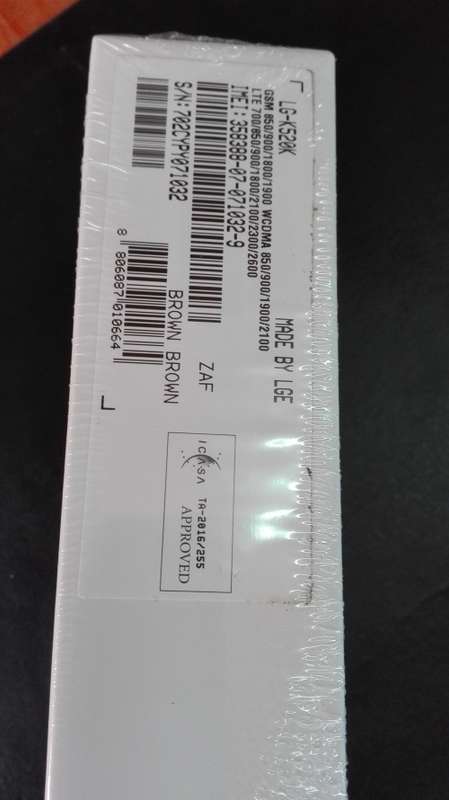 LG-K520K
GSM 850/900/1800/1900 WCDMA 850/900/1900/2100
LTE 700/850/900/1800/2100/2300/2600
MADE BY LGE
IMEI:358388-07-071032-9
ZAF
S/N:702CYPY071032
BROWN BROWN
8 806087 010664
ICASA
TA-2016/255
APPROVED